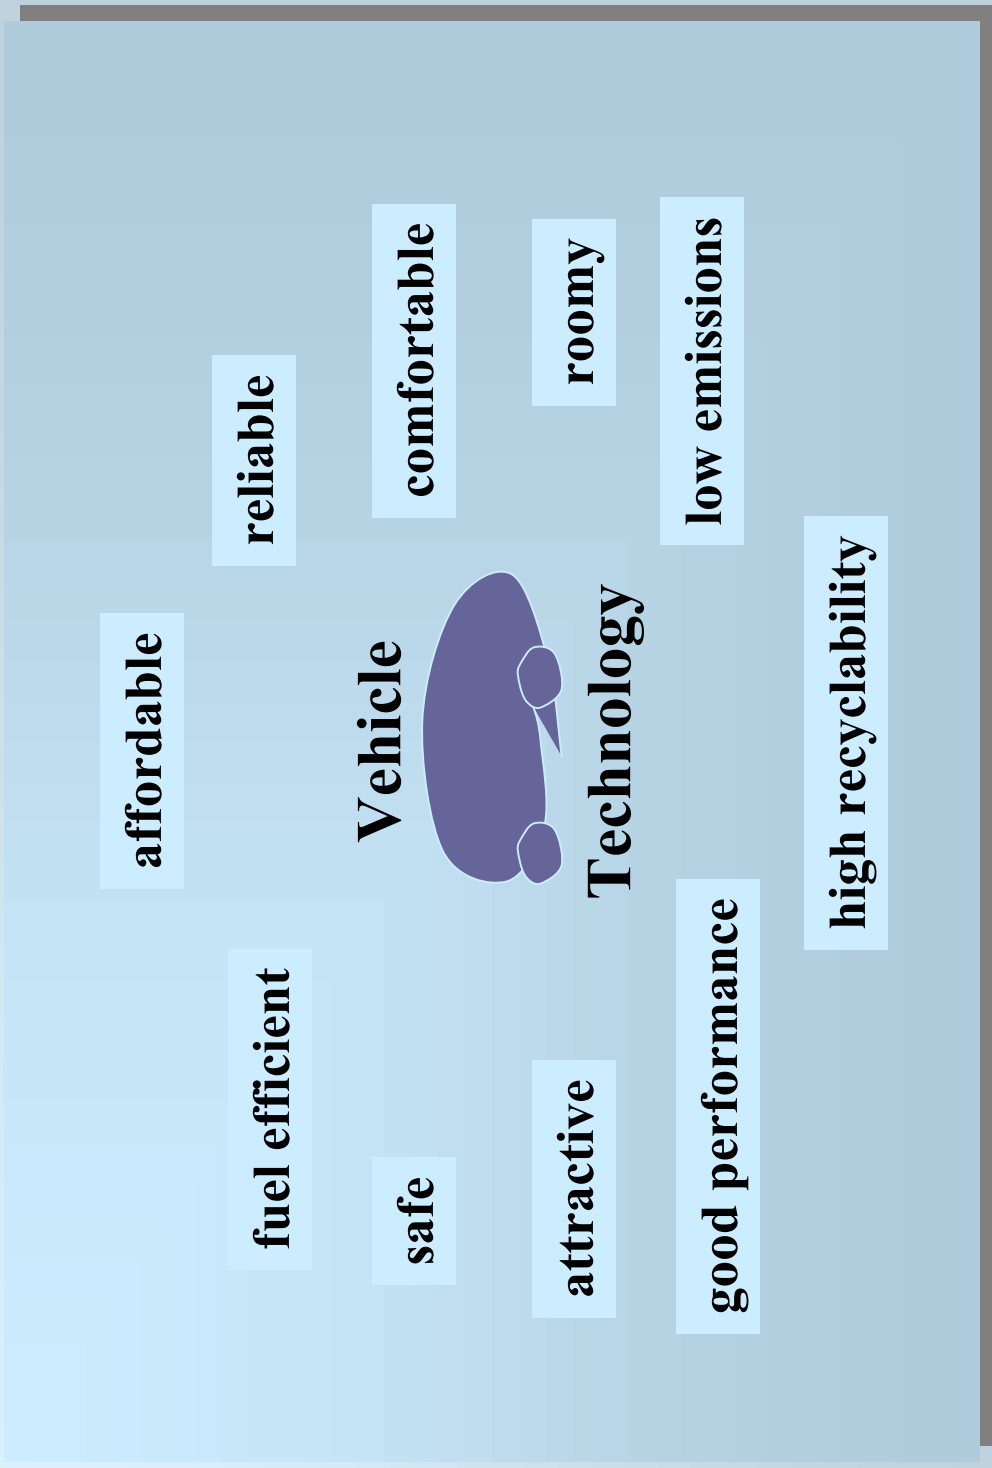 affordable
fuel efficient
reliable
Vehicle
safe
comfortable
Technology
attractive
roomy
good performance
low emissions
high recyclability